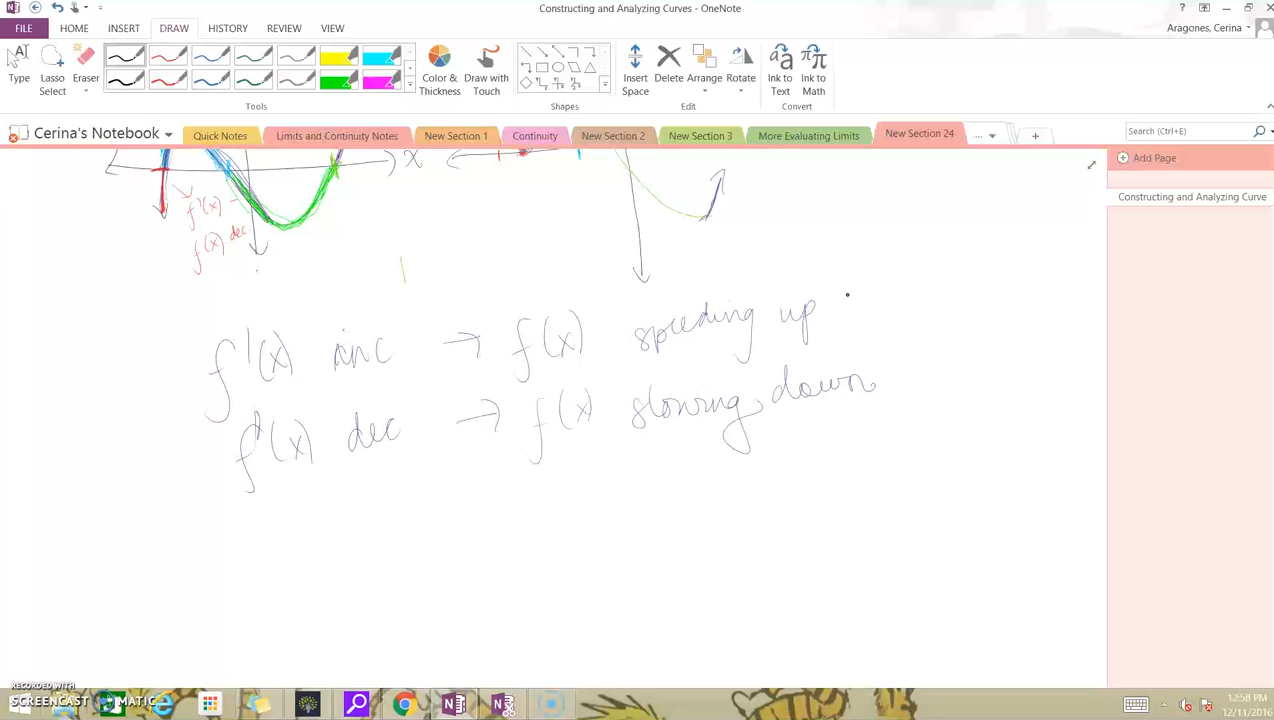 Constructing and Analyzing Curves - OneNote
FILE HOME INSERT DRAW HISTORY REVIEW VIEW
Aragones, Cerina
Type
Lasso Select
Eraser
Color & Thickness
Draw with Touch
Insert Space
Delete
Arrange
Rotate
Ink to Text
Ink to Math
Tools Shapes Edit Convert
Cerina's Notebook
Quick Notes Limits and Continuity Notes New Section 1 Continuity New Section 2 New Section 3 More Evaluating Limits New Section 24 ...
Search (Ctrl+E)
Add Page
Constructing and Analyzing Curve
x
f'(x) -
f(x) dec.
f'(x) inc → f(x) speeding up
f'(x) dec → f(x) slowing down
RECORDED WITH
SCREENCAST MATIC
12:58 PM
12/11/2016